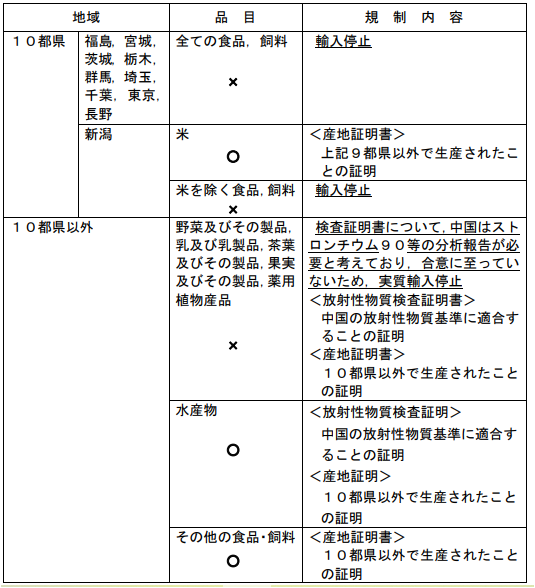 地域 品 目 規 制 内 容
１０都県 福島，宮城，茨城，栃木，群馬，埼玉，千葉，東京，長野 全ての食品，飼料 × 輸入停止
新潟 米 ○ ＜産地証明書＞
上記９都県以外で生産されたこ
との証明
米を除く食品，飼料 × 輸入停止
１０都県以外
野菜及びその製品，
乳及び乳製品，茶葉
及びその製品，果実
及びその製品，薬用
植物産品
×
検査証明書について，中国はスト
ロンチウム９０等の分析報告が必
要と考えており，合意に至ってい
ないため，実質輸入停止
＜放射性物質検査証明書＞
中国の放射性物質基準に適合す
ることの証明
＜産地証明書＞
１０都県以外で生産されたこと
の証明
水産物
○
＜放射性物質検査証明＞
中国の放射性物質基準に適合す
ることの証明
＜産地証明＞
１０都県以外で生産されたこと
の証明
その他の食品・飼料
○
＜産地証明書＞
１０都県以外で生産されたこと
の証明